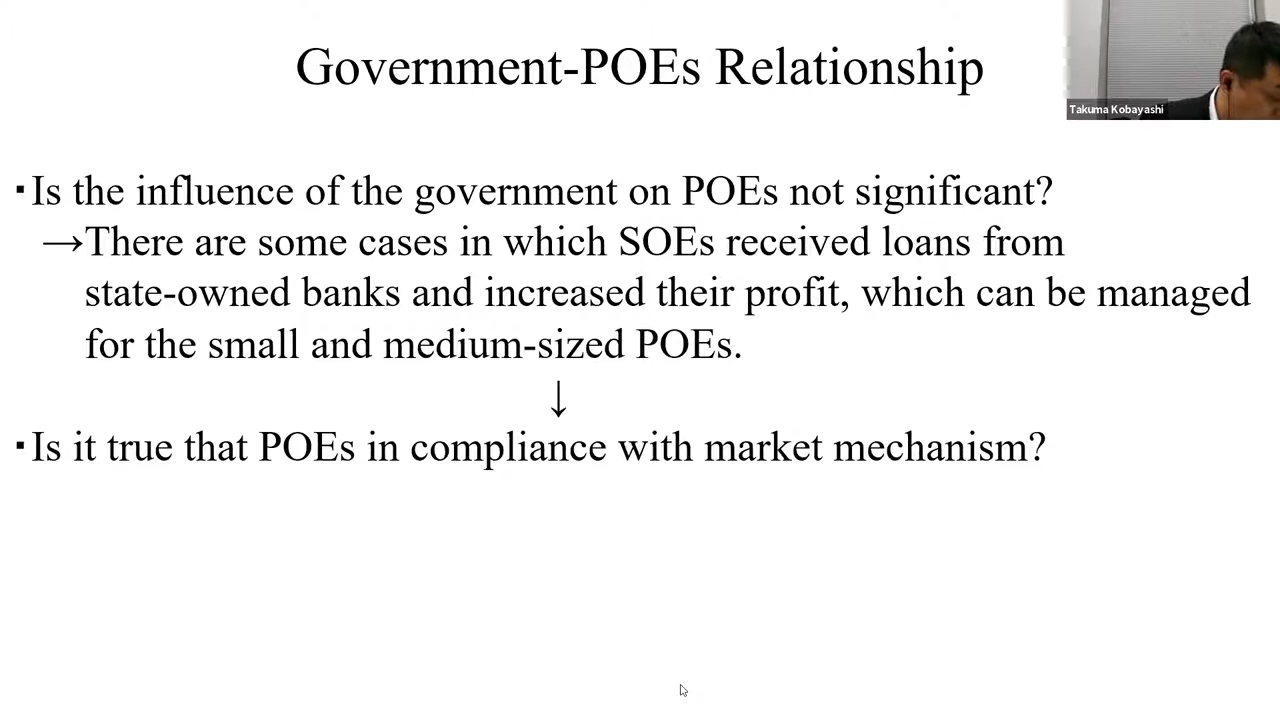 Government-POEs Relationship
Takuma Kobayashi
▪Is the influence of the government on POEs not significant?
→There are some cases in which SOEs received loans from
state-owned banks and increased their profit, which can be managed
for the small and medium-sized POEs.
↓
▪Is it true that POEs in compliance with market mechanism?